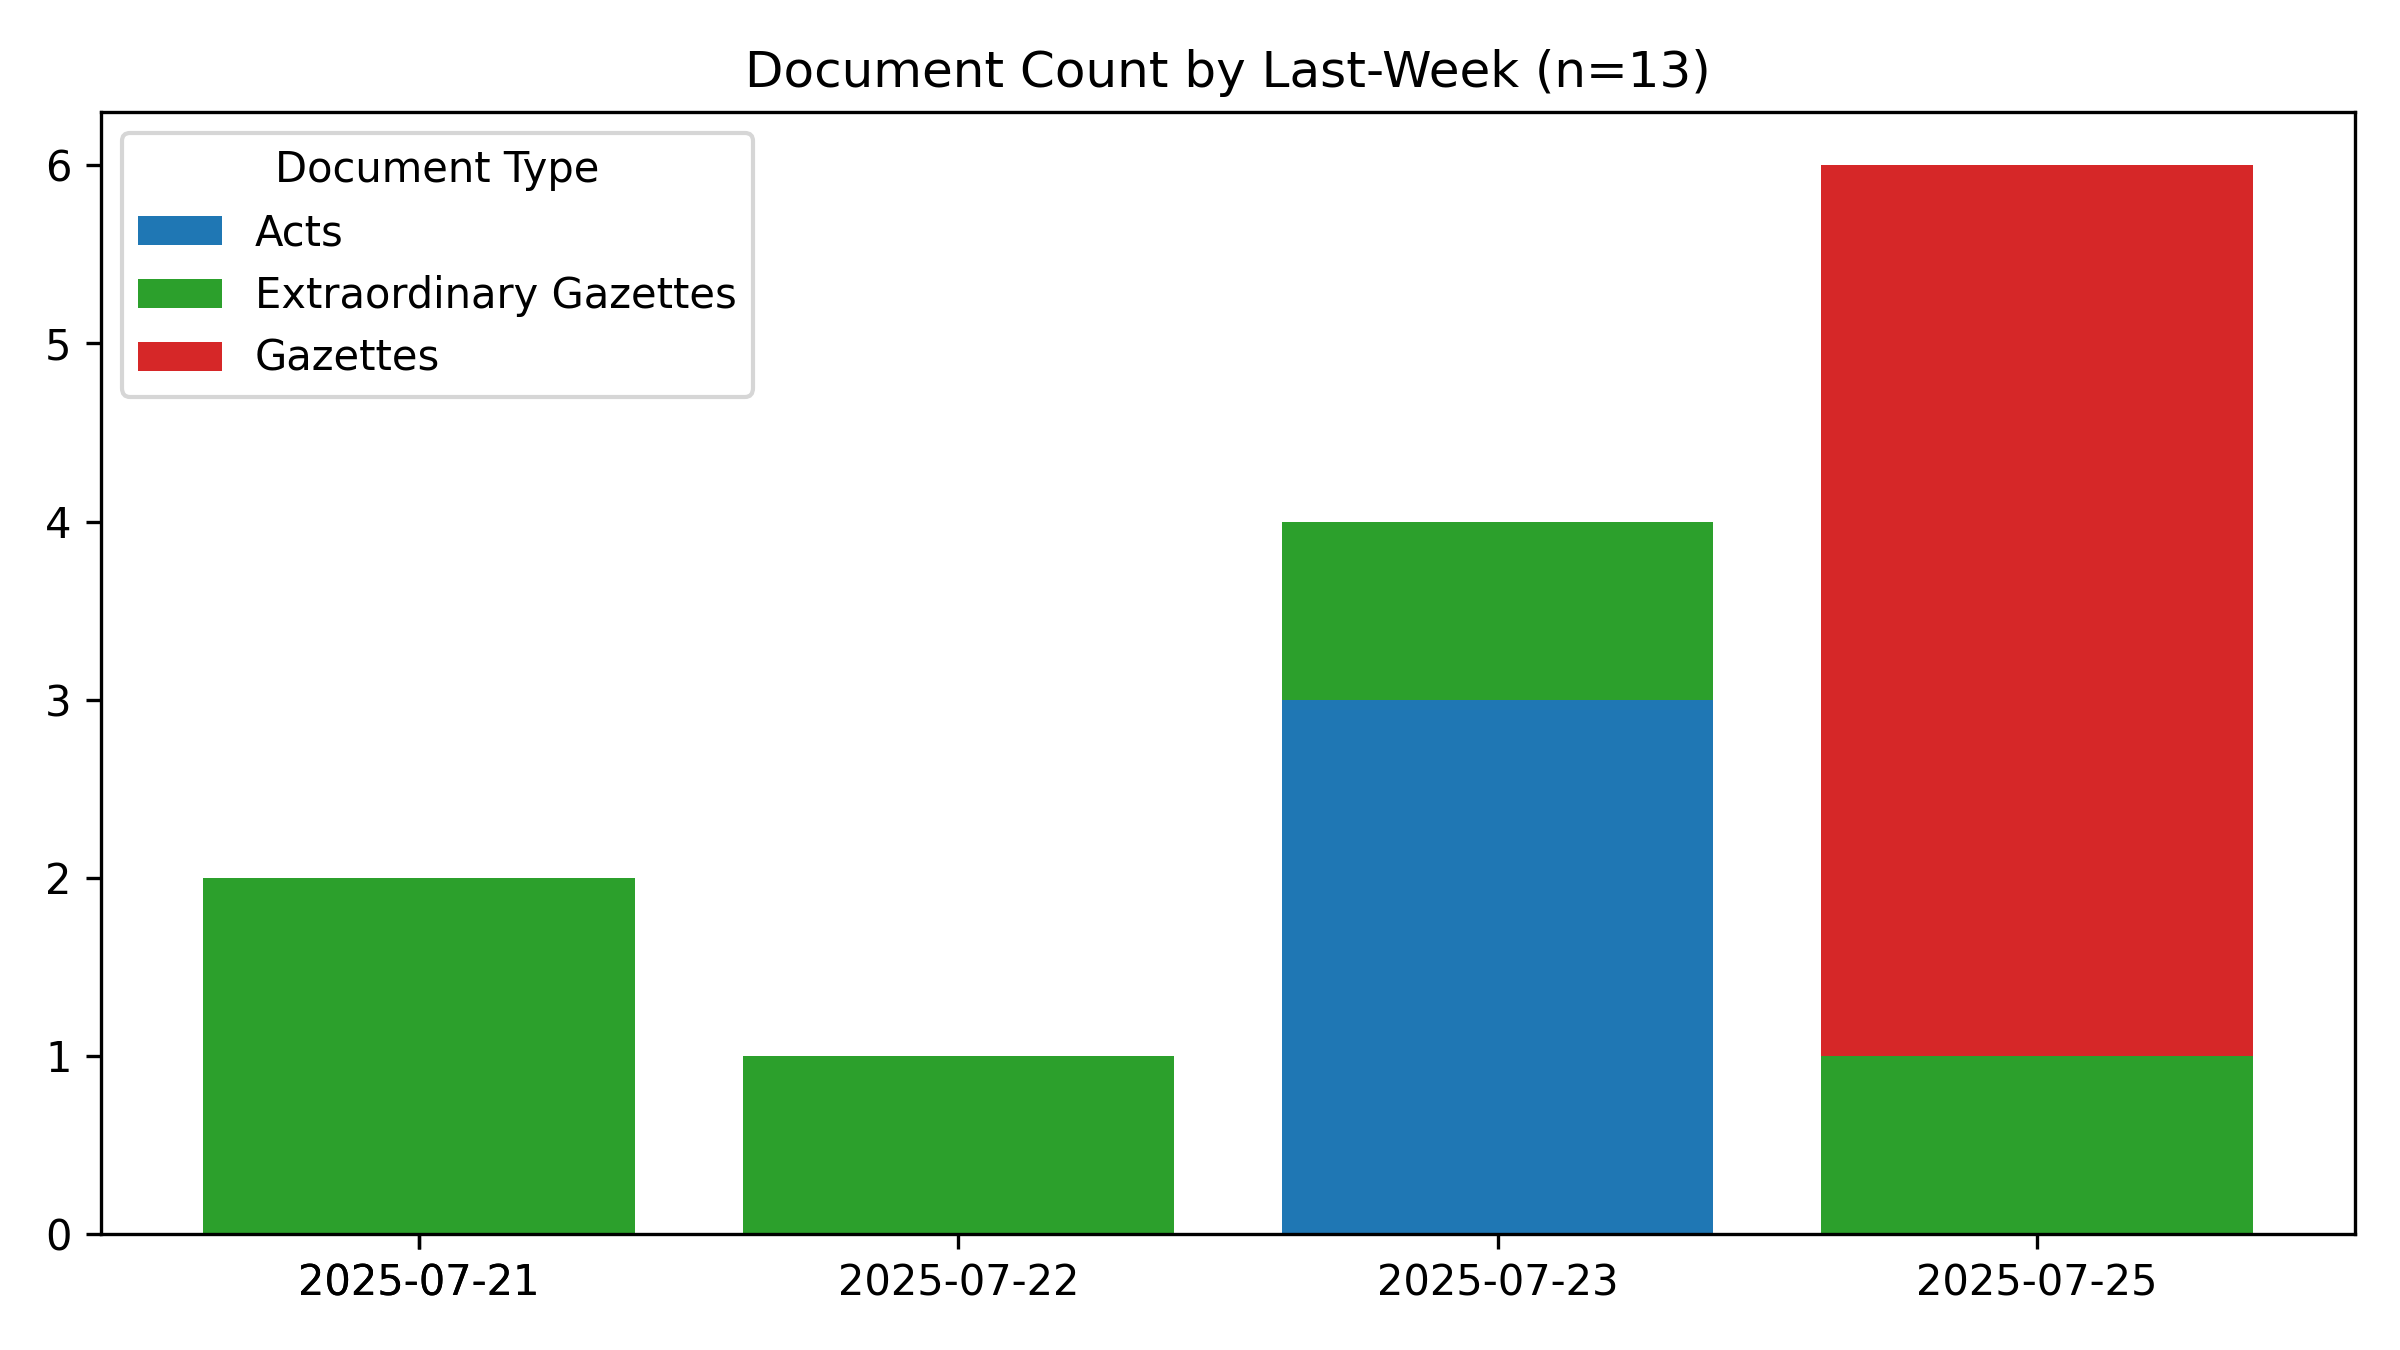 Document Count by Last-Week (n=13)
Document Type
Acts
Extraordinary Gazettes
Gazettes
6
5
4
3
2
1
0
2025-07-21
2025-07-22
2025-07-23
2025-07-25